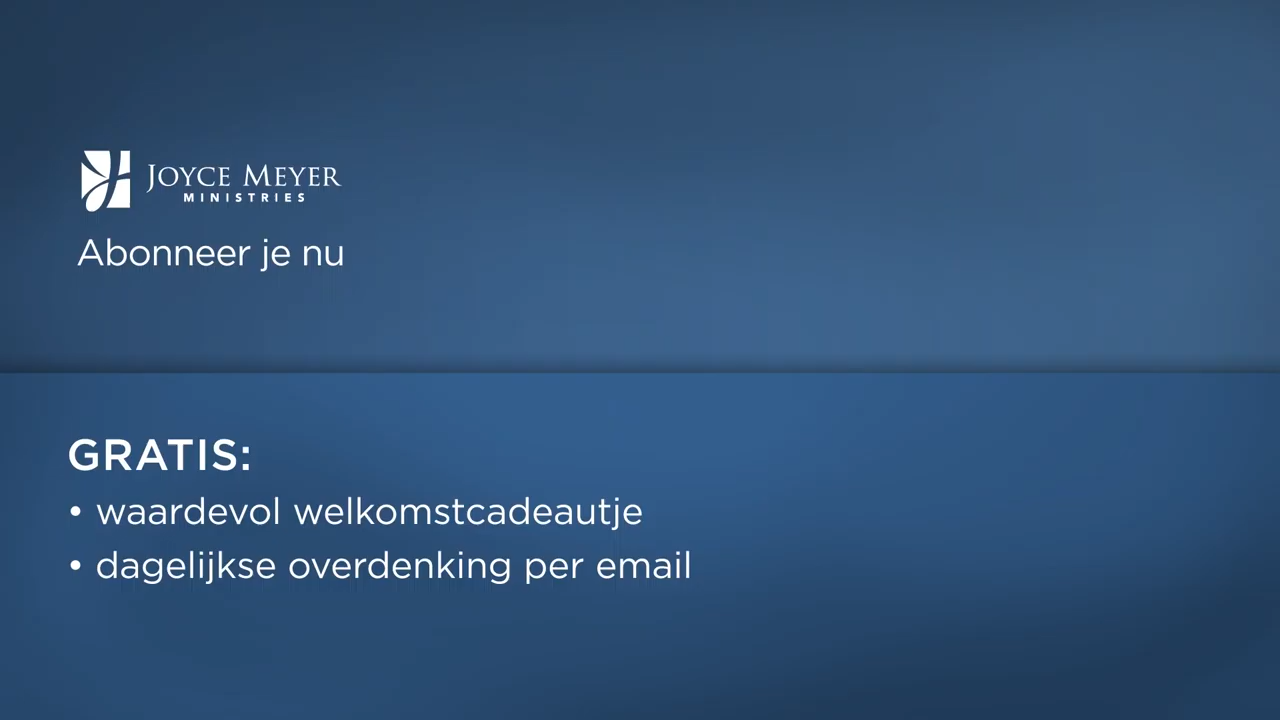 JOYCE MEYER
MINISTRIES
Abonneer je nu
GRATIS:
• waardevol welkomstcadeautje
• dagelijkse overdenking per email